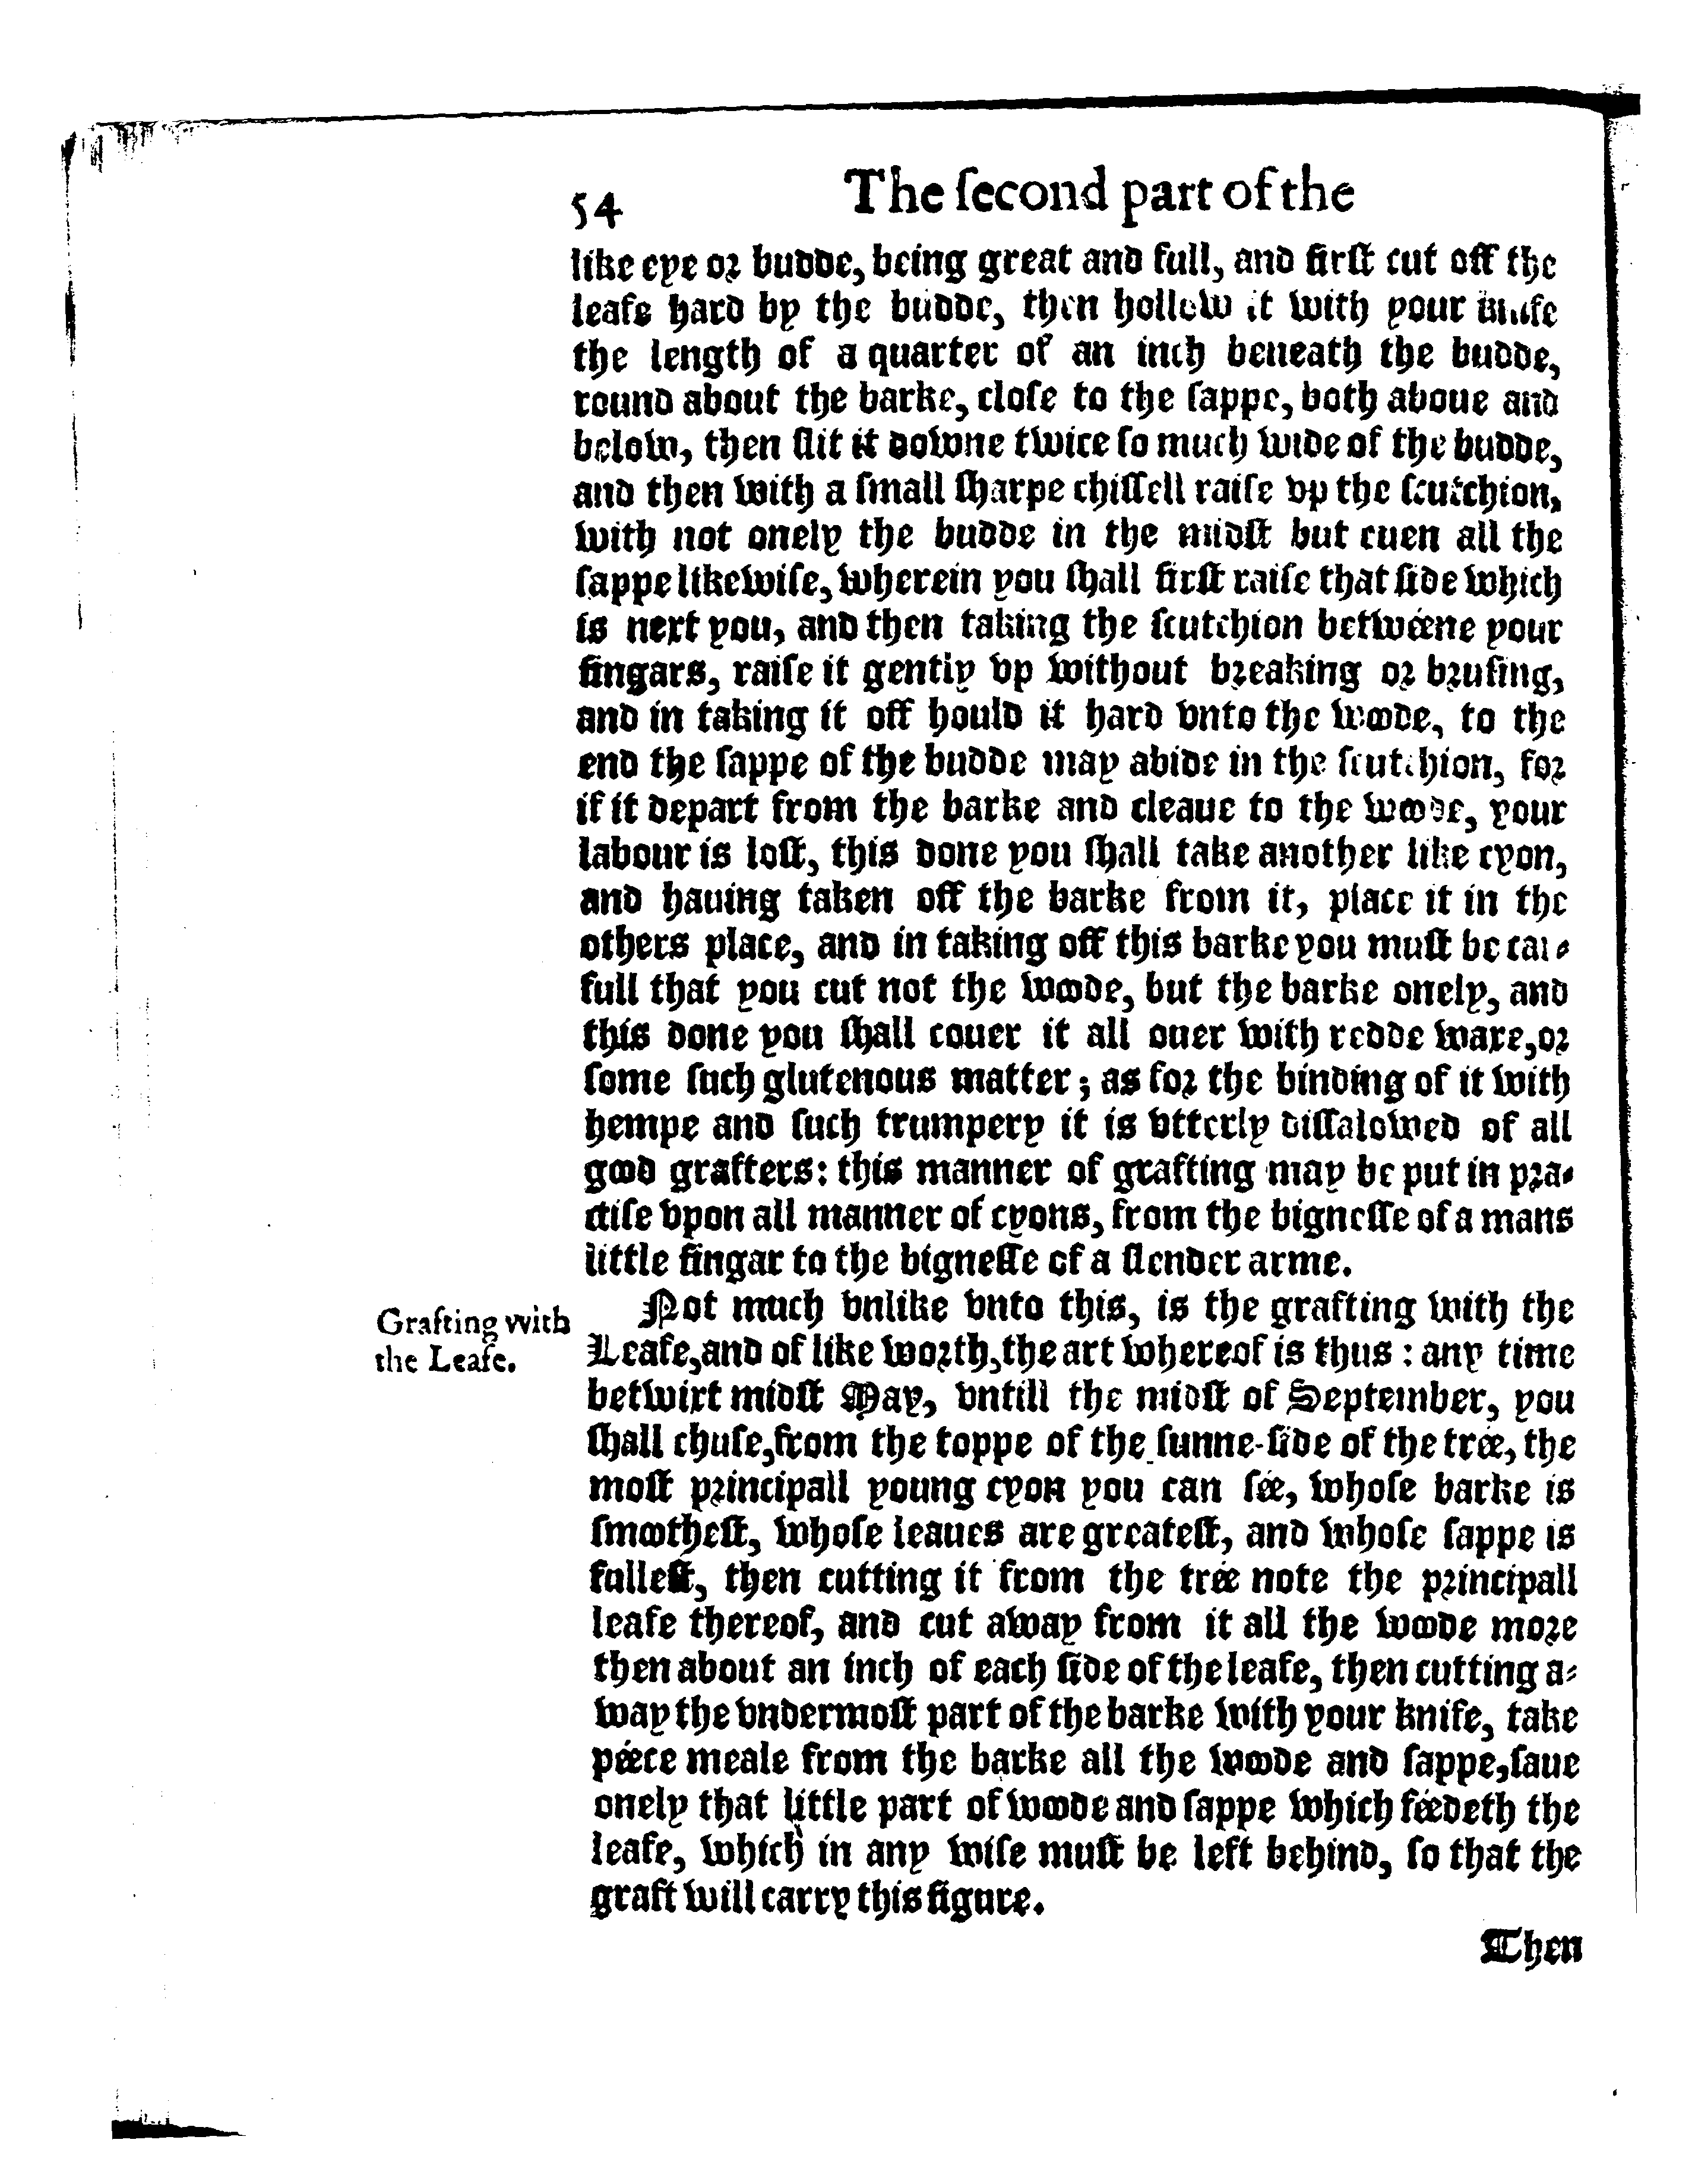 54 The ſecond part of the
like eye or budde, being great and full, and firſt cut off the
leafe hard by the budde, then hollow it with your knife
the length of a quarter of an inch beneath the budde,
round about the barke, cloſe to the ſappe, both aboue and
below, then ſlit it downe twice ſo much wide of the budde,
and then with a ſmall ſharpe chiſſell raiſe vp the ſcutchion,
with not onely the budde in the midſt but euen all the
ſappe likewiſe, wherein you ſhall firſt raiſe that ſide which
is next you, and then taking the ſcutchion betwéene your
fingars, raiſe it gently vp without breaking or bruſing,
and in taking it off hould it hard vnto the woode, to the
end the ſappe of the budde may abide in the ſcutchion, for
if it depart from the barke and cleaue to the woode, your
labour is loſt, this done you ſhall take another like cyon,
and hauing taken off the barke from it, place it in the
others place, and in taking off this barke you muſt be car-
full that you cut not the woode, but the barke onely, and
this done you ſhall couer it all ouer with redde waxe, or
ſome ſuch glutenous matter; as for the binding of it with
hempe and ſuch trumpery it is vtterly diſſalowed of all
good grafters: this manner of grafting may be put in pra-
ctiſe vpon all manner of cyons, from the bigneſſe of a mans
little fingar to the bigneſſe of a ſlender arme.
Grafting with
the Leafe.
Not much vnlike vnto this, is the grafting with the
Leafe, and of like worth, the art whereof is thus: any time
betwixt midſt May, vntill the midſt of September, you
ſhall chuſe, from the toppe of the ſunne-ſide of the trée, the
moſt principall young cyon you can ſée, whoſe barke is
ſmootheſt, whoſe leaues are greateſt, and whoſe ſappe is
fulleſt, then cutting it from the trée note the principall
leafe thereof, and cut away from it all the woode more
then about an inch of each ſide of the leafe, then cutting a-
way the vndermoſt part of the barke with your knife, take
péece meale from the barke all the woode and ſappe, ſaue
onely that little part of woode and ſappe which féedeth the
leafe, which in any wiſe muſt be left behind, ſo that the
graft will carry this figure.
Then